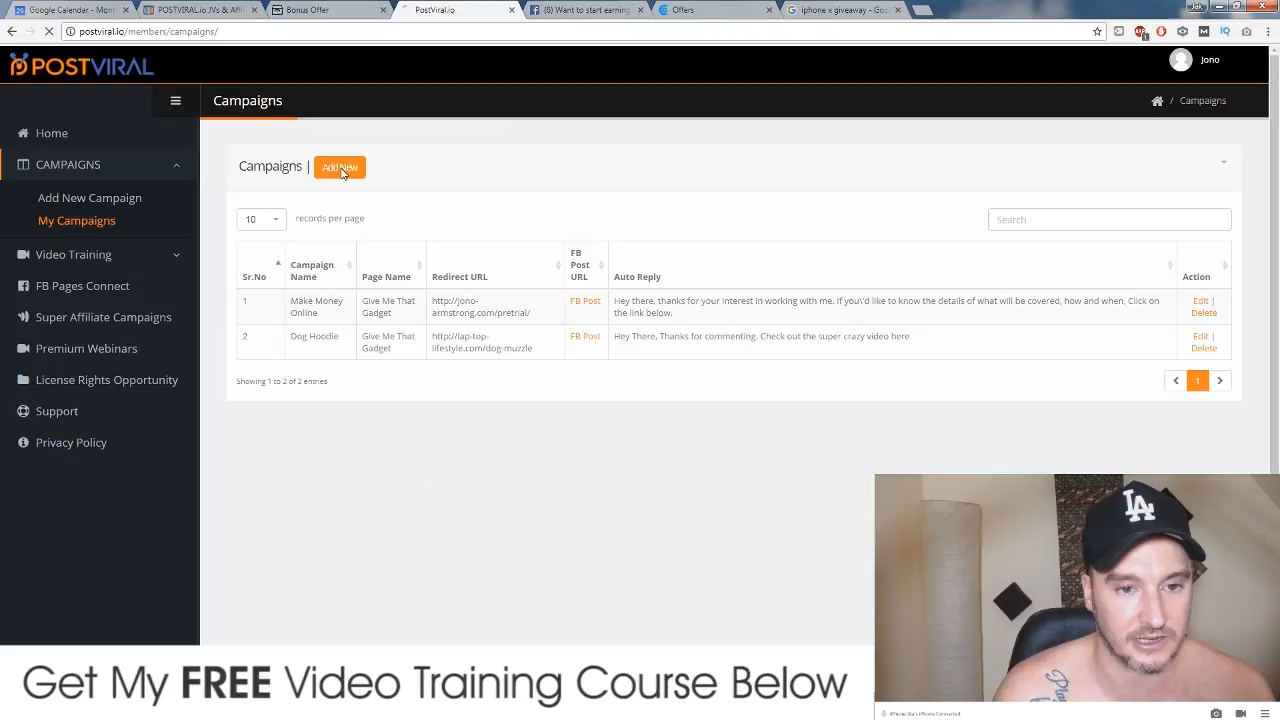 Google Calendar - Mont
POSTVIRAL.io JVs & Affi
Bonus Offer
PostViral.io
(6) Want to start earning
Offers
iphone x giveaway - Goo
Jak
postviral.io/members/campaigns/
POSTVIRAL
Jono
Campaigns
/ Campaigns
Home
CAMPAIGNS
Add New Campaign
My Campaigns
Video Training
FB Pages Connect
Super Affiliate Campaigns
Premium Webinars
License Rights Opportunity
Support
Privacy Policy
Campaigns | Add New
10 records per page
Search
Sr.No Campaign Name Page Name Redirect URL FB Post URL Auto Reply Action
1 Make Money Online Give Me That Gadget http://jono-armstrong.com/pretrial/ FB Post Hey there, thanks for your interest in working with me. If you\'d like to know the details of what will be covered, how and when, Click on the link below. Edit | Delete
2 Dog Hoodie Give Me That Gadget http://lap-top-lifestyle.com/dog-muzzle FB Post Hey There, Thanks for commenting. Check out the super crazy video here Edit | Delete
Showing 1 to 2 of 2 entries
1
LA
Get My FREE Video Training Course Below